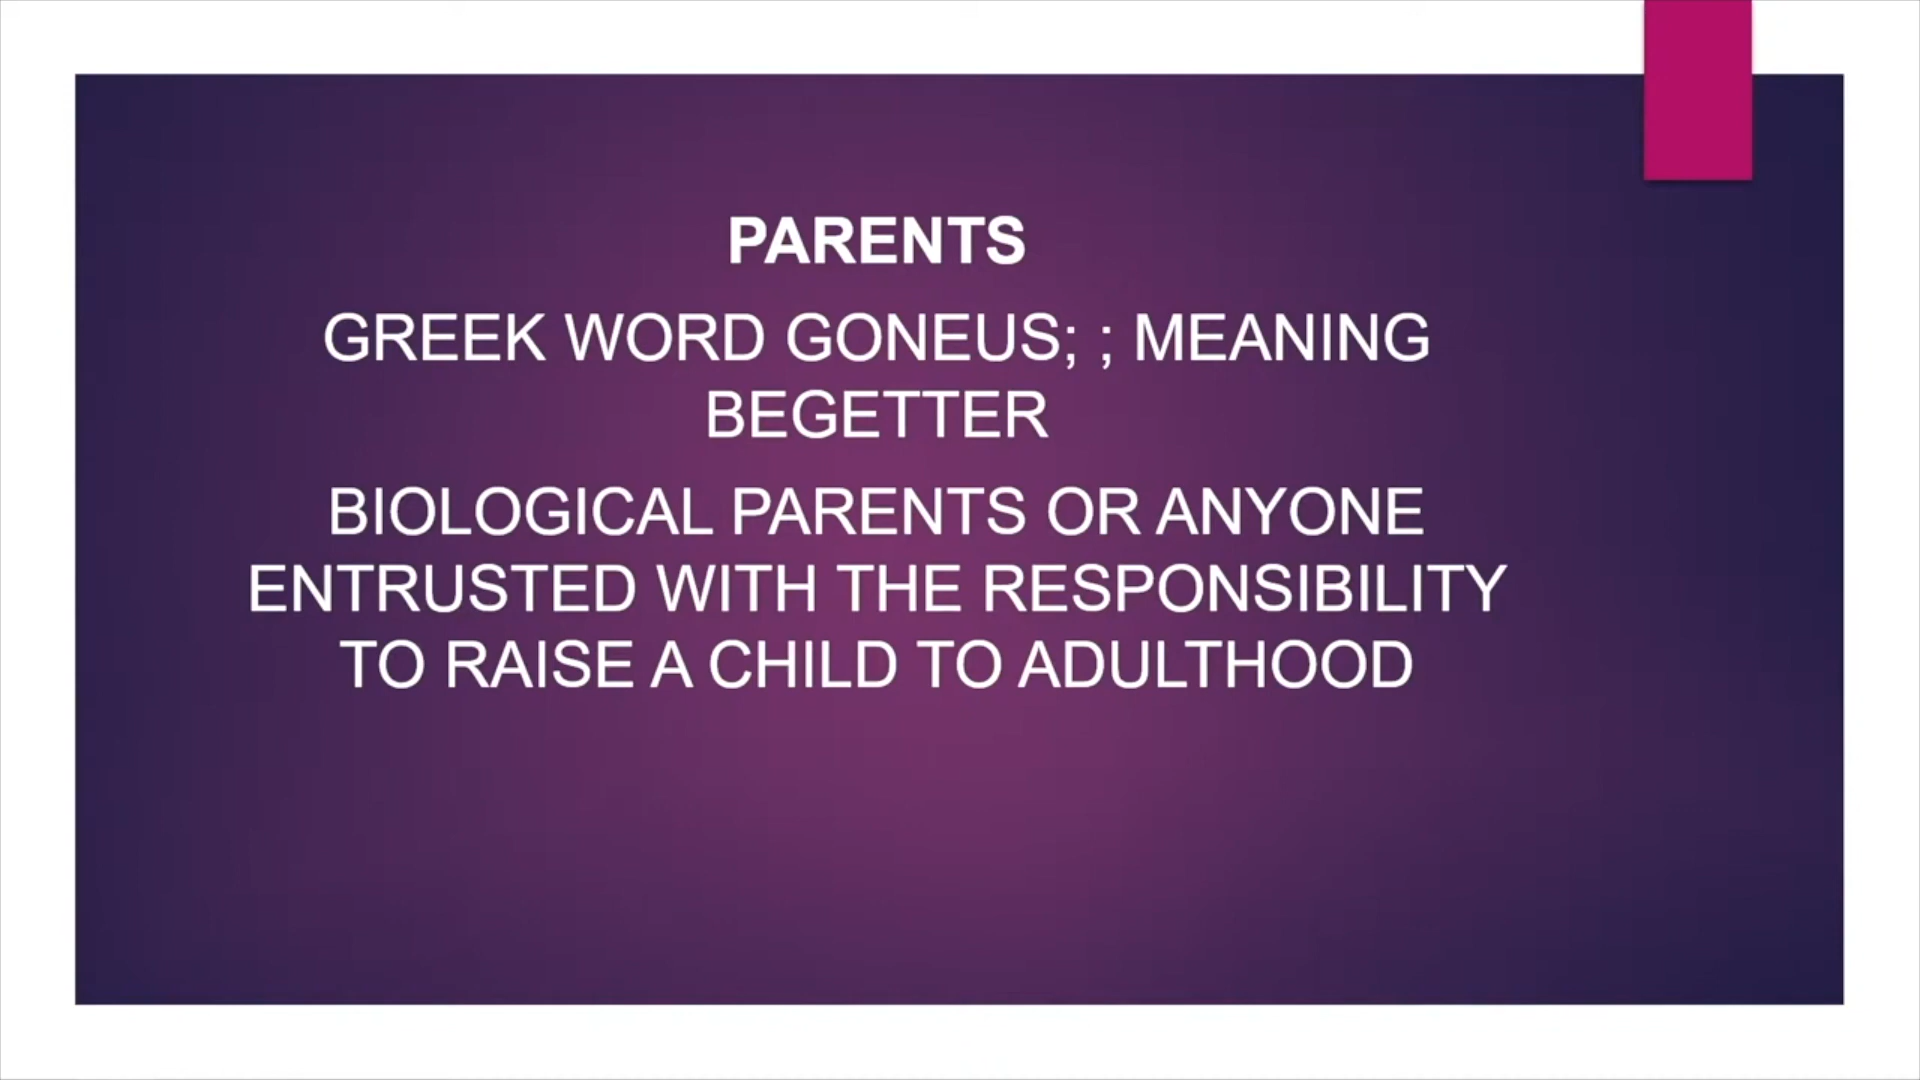 PARENTS
GREEK WORD GONEUS; ; MEANING
BEGETTER
BIOLOGICAL PARENTS OR ANYONE
ENTRUSTED WITH THE RESPONSIBILITY
TO RAISE A CHILD TO ADULTHOOD